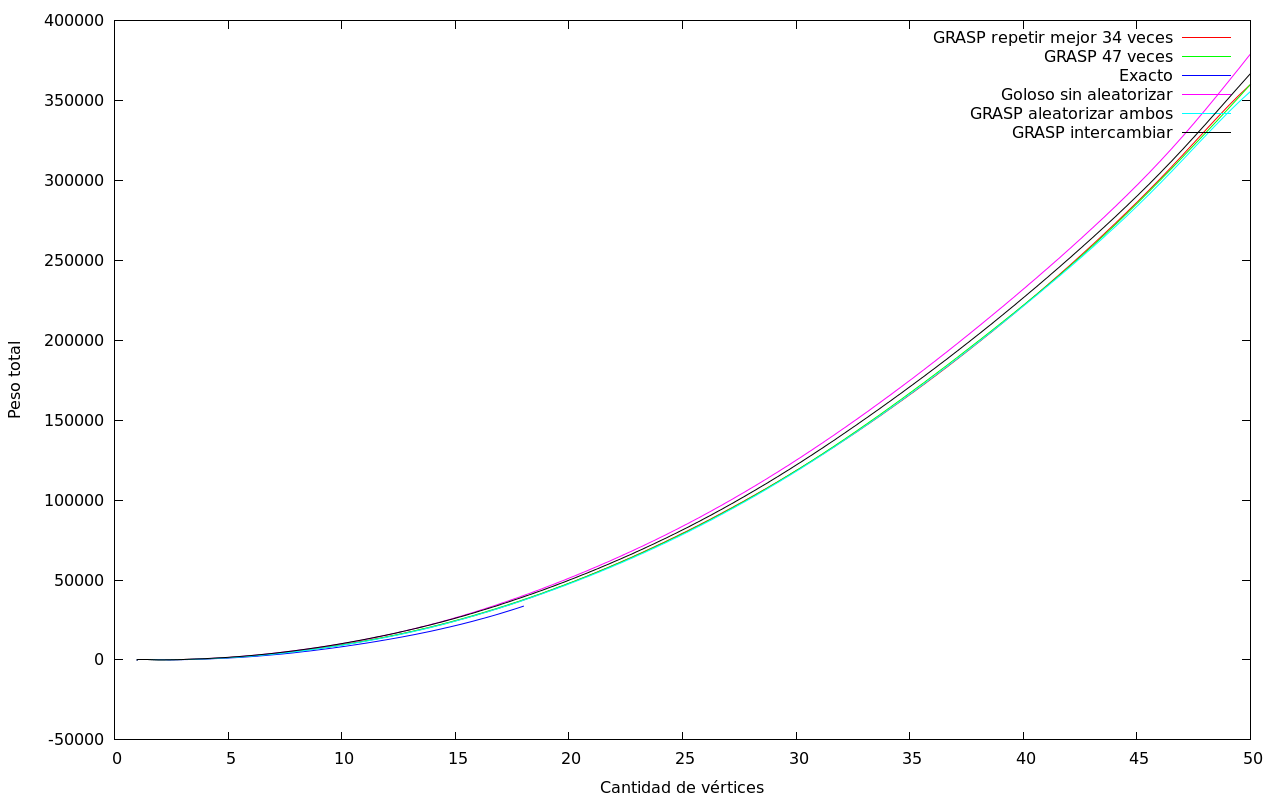 400000
350000
300000
250000
200000
150000
100000
50000
0
-50000
Peso total
GRASP repetir mejor 34 veces
GRASP 47 veces
Exacto
Goloso sin aleatorizar
GRASP aleatorizar ambos
GRASP intercambiar
0 5 10 15 20 25 30 35 40 45 50
Cantidad de vértices